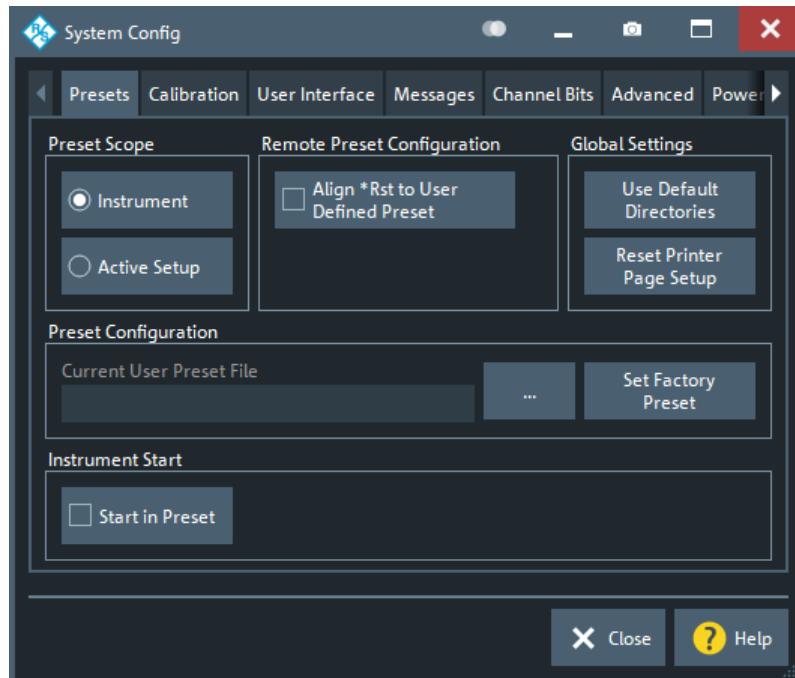 System Config
Presets Calibration User Interface Messages Channel Bits Advanced Power
Preset Scope
Remote Preset Configuration
Global Settings
Instrument
Align *Rst to User
Defined Preset
Use Default
Directories
Active Setup
Reset Printer
Page Setup
Preset Configuration
Current User Preset File
...
Set Factory
Preset
Instrument Start
Start in Preset
Close
? Help